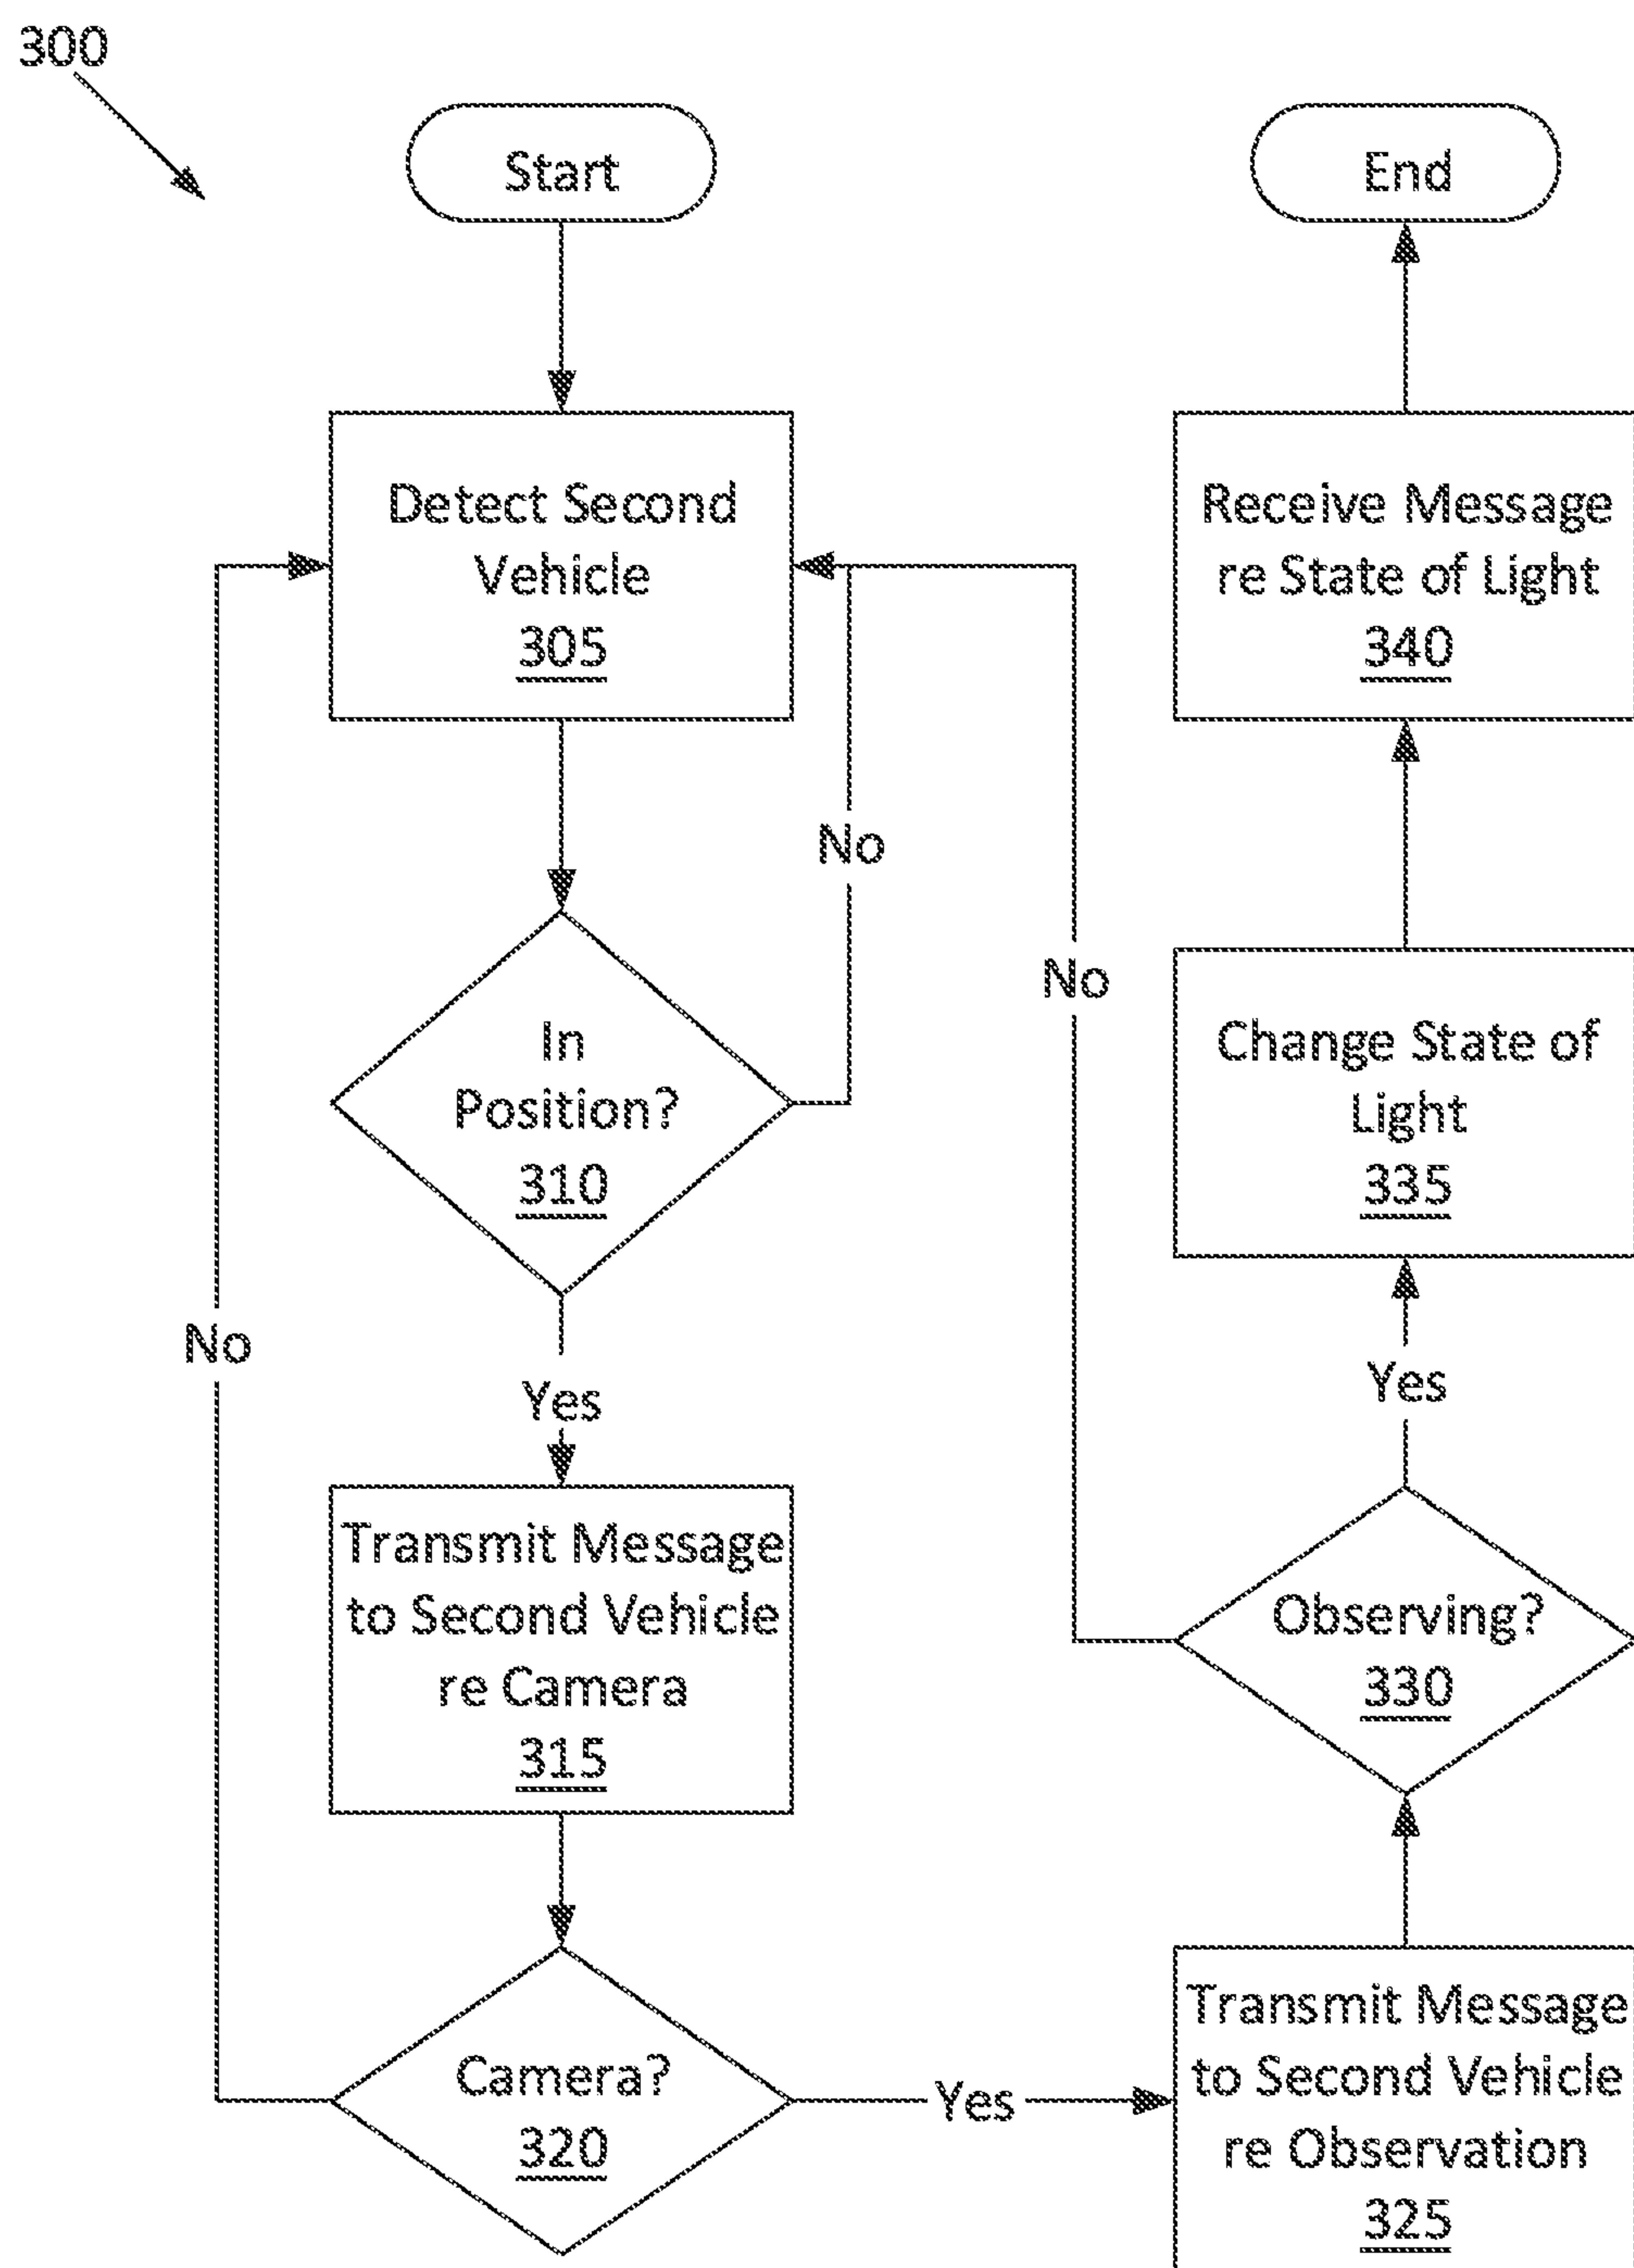 300
Start
Detect Second
Vehicle
305
No
In
Position?
310
No
Yes
Transmit Message
to Second Vehicle
re Camera
315
Camera?
320
Yes
Transmit Message
to Second Vehicle
re Observation
325
Observing?
330
No
Yes
Change State of
Light
335
Receive Message
re State of Light
340
End